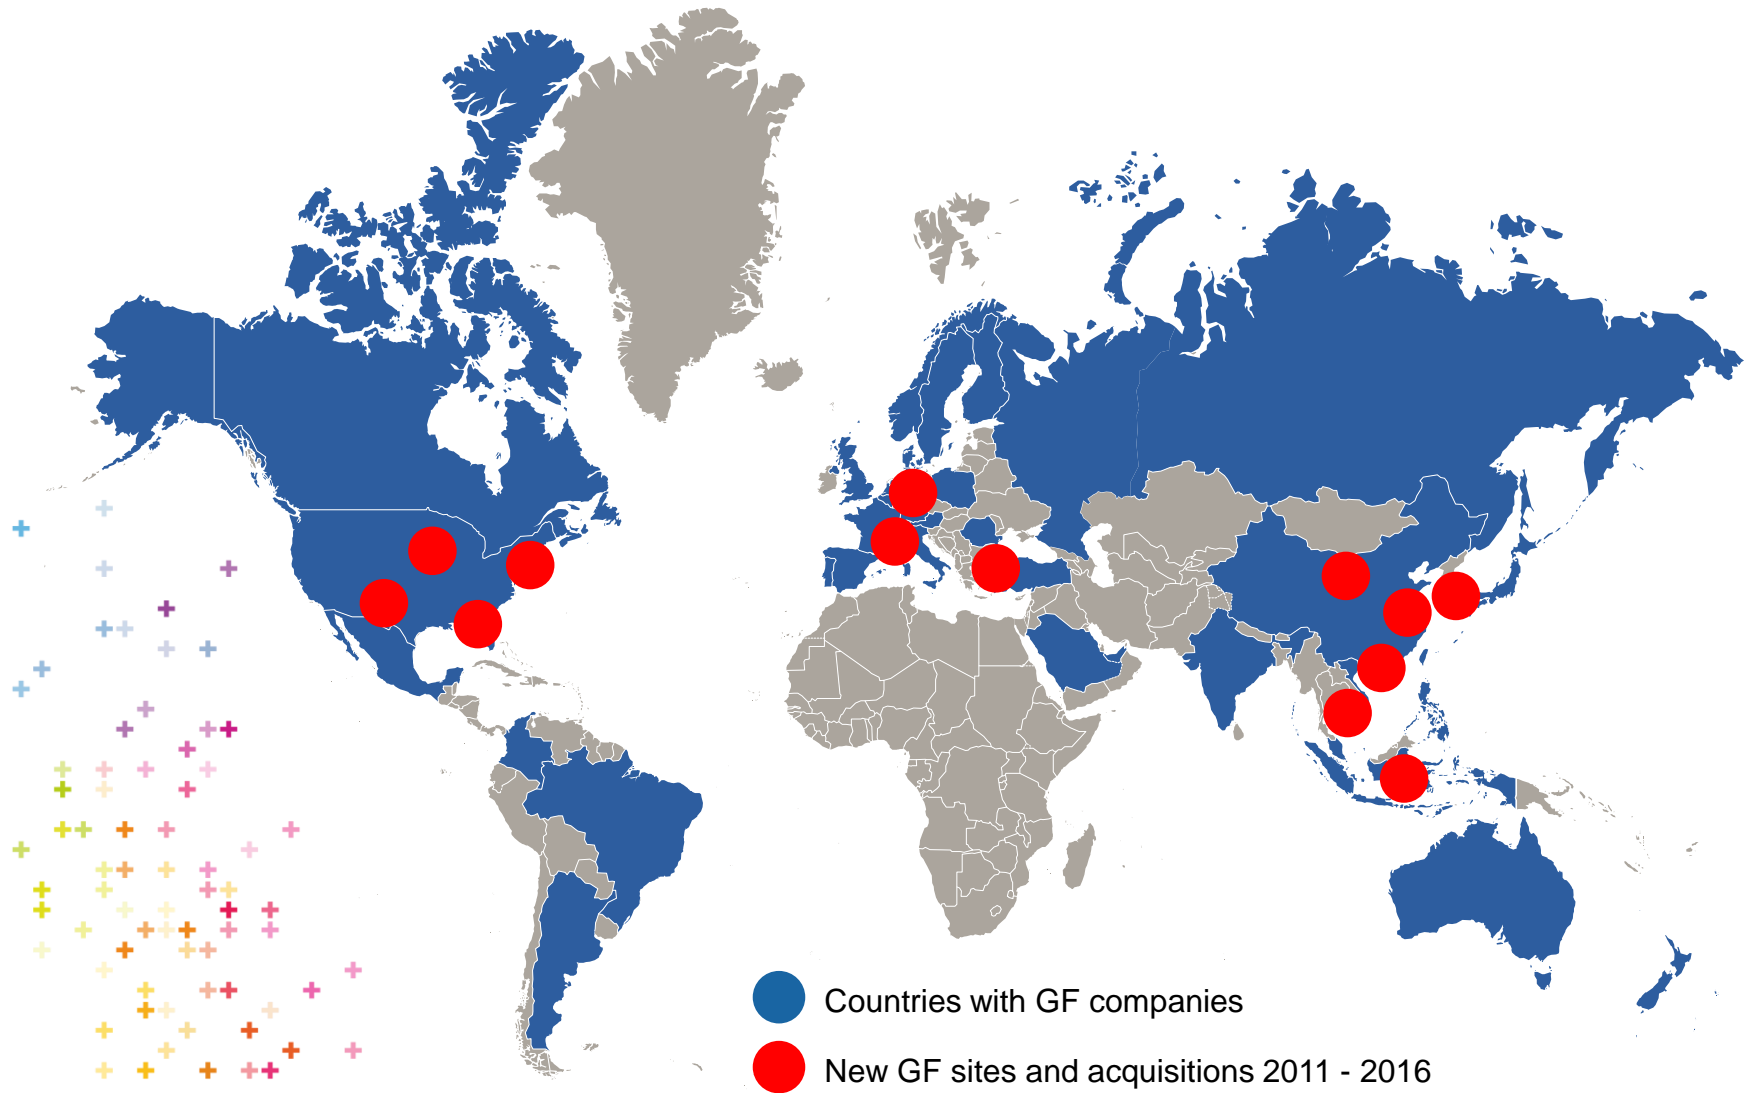 Countries with GF companies
New GF sites and acquisitions 2011 - 2016